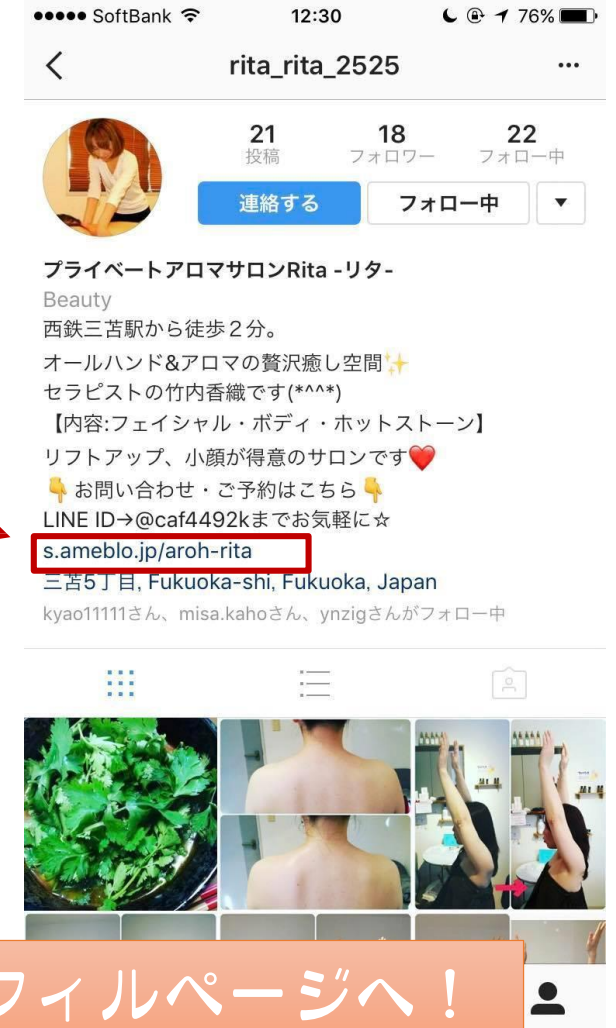 SoftBank 12:30 76%
rita_rita_2525
21 18 22
投稿 フォロワー フォロー中
連絡する フォロー中
プライベートアロマサロンRita -リタ-
Beauty
西鉄三苫駅から徒歩２分。
オールハンド&アロマの贅沢癒し空間✨
セラピストの竹内香織です(*^^*)
【内容:フェイシャル・ボディ・ホットストーン】
リフトアップ、小顔が得意のサロンです❤️
👇お問い合わせ・ご予約はこちら👇
LINE ID→@caf4492kまでお気軽に☆
s.ameblo.jp/aroh-rita
三苫5丁目, Fukuoka-shi, Fukuoka, Japan
kyao11111さん、misa.kahoさん、ynzigさんがフォロー中
フィルページへ！